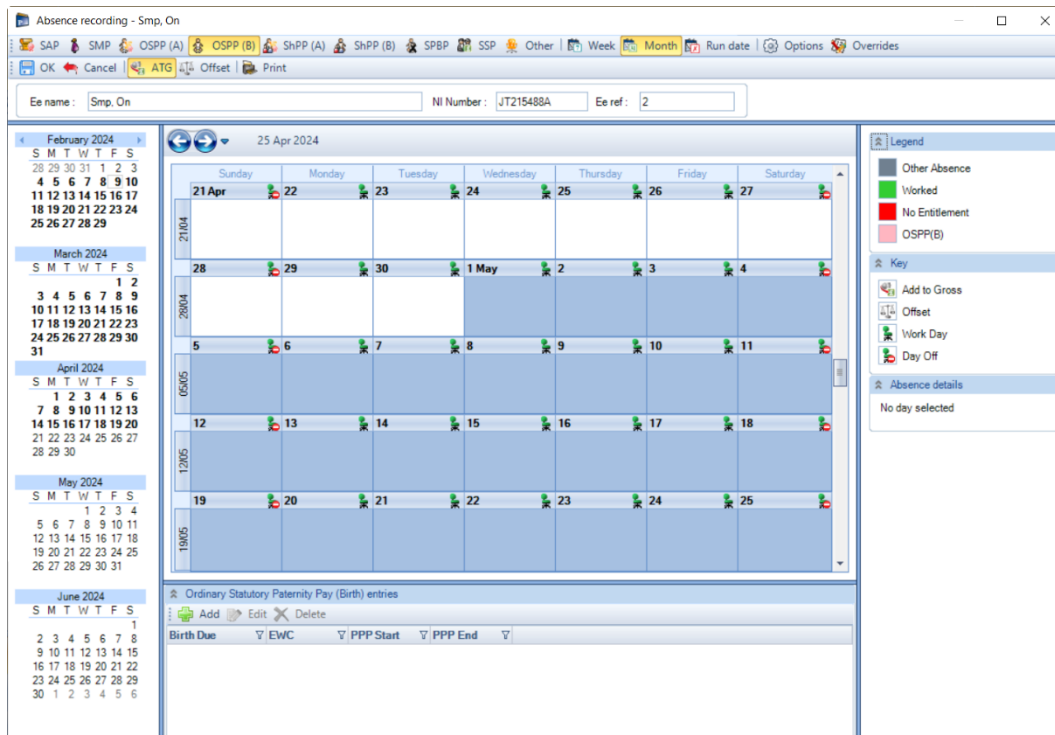 Absence recording - Smp, On
SAP SMP OSPP (A) OSPP (B) ShPP (A) ShPP (B) SPBP SSP Other Week Month Run date Options Overrides
OK Cancel ATG Offset Print
Ee name : Smp, On NI Number : JT215488A Ee ref : 2
February 2024
S M T W T F S
28 29 30 31 1 2 3
4 5 6 7 8 9 10
11 12 13 14 15 16 17
18 19 20 21 22 23 24
25 26 27 28 29
March 2024
S M T W T F S
1 2
3 4 5 6 7 8 9
10 11 12 13 14 15 16
17 18 19 20 21 22 23
24 25 26 27 28 29 30
31
April 2024
S M T W T F S
1 2 3 4 5 6
7 8 9 10 11 12 13
14 15 16 17 18 19 20
21 22 23 24 25 26 27
28 29 30
May 2024
S M T W T F S
1 2 3 4
5 6 7 8 9 10 11
12 13 14 15 16 17 18
19 20 21 22 23 24 25
26 27 28 29 30 31
June 2024
S M T W T F S
1
2 3 4 5 6 7 8
9 10 11 12 13 14 15
16 17 18 19 20 21 22
23 24 25 26 27 28 29
30 1 2 3 4 5 6
25 Apr 2024
Sunday Monday Tuesday Wednesday Thursday Friday Saturday
21 Apr 22 23 24 25 26 27
21/04
28 29 30 1 May 2 3 4
28/04
5 6 7 8 9 10 11
05/05
12 13 14 15 16 17 18
12/05
19 20 21 22 23 24 25
19/05
Ordinary Statutory Paternity Pay (Birth) entries
Add Edit Delete
Birth Due EWC PPP Start PPP End
Legend
Other Absence
Worked
No Entitlement
OSPP(B)
Key
Add to Gross
Offset
Work Day
Day Off
Absence details
No day selected